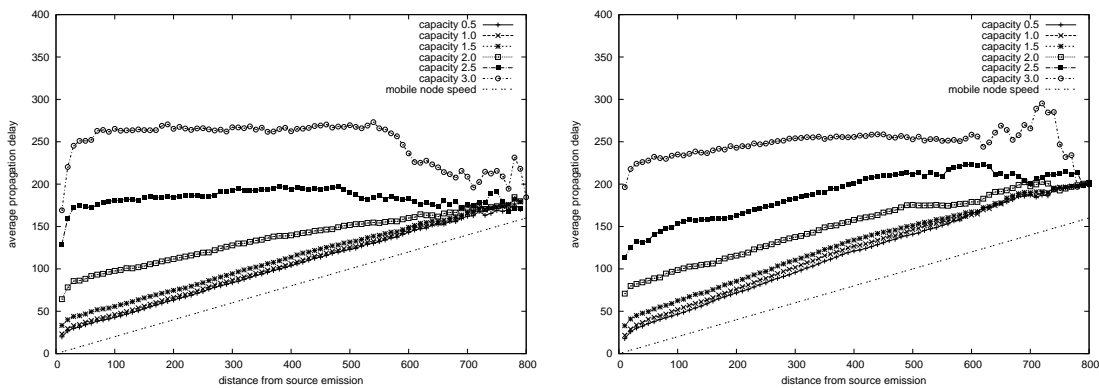 400
350
300
250
200
150
100
50
0
average propagation delay
0 100 200 300 400 500 600 700 800
distance from source emission
capacity 0.5
capacity 1.0
capacity 1.5
capacity 2.0
capacity 2.5
capacity 3.0
mobile node speed
400
350
300
250
200
150
100
50
0
average propagation delay
0 100 200 300 400 500 600 700 800
distance from source emission
capacity 0.5
capacity 1.0
capacity 1.5
capacity 2.0
capacity 2.5
capacity 3.0
mobile node speed